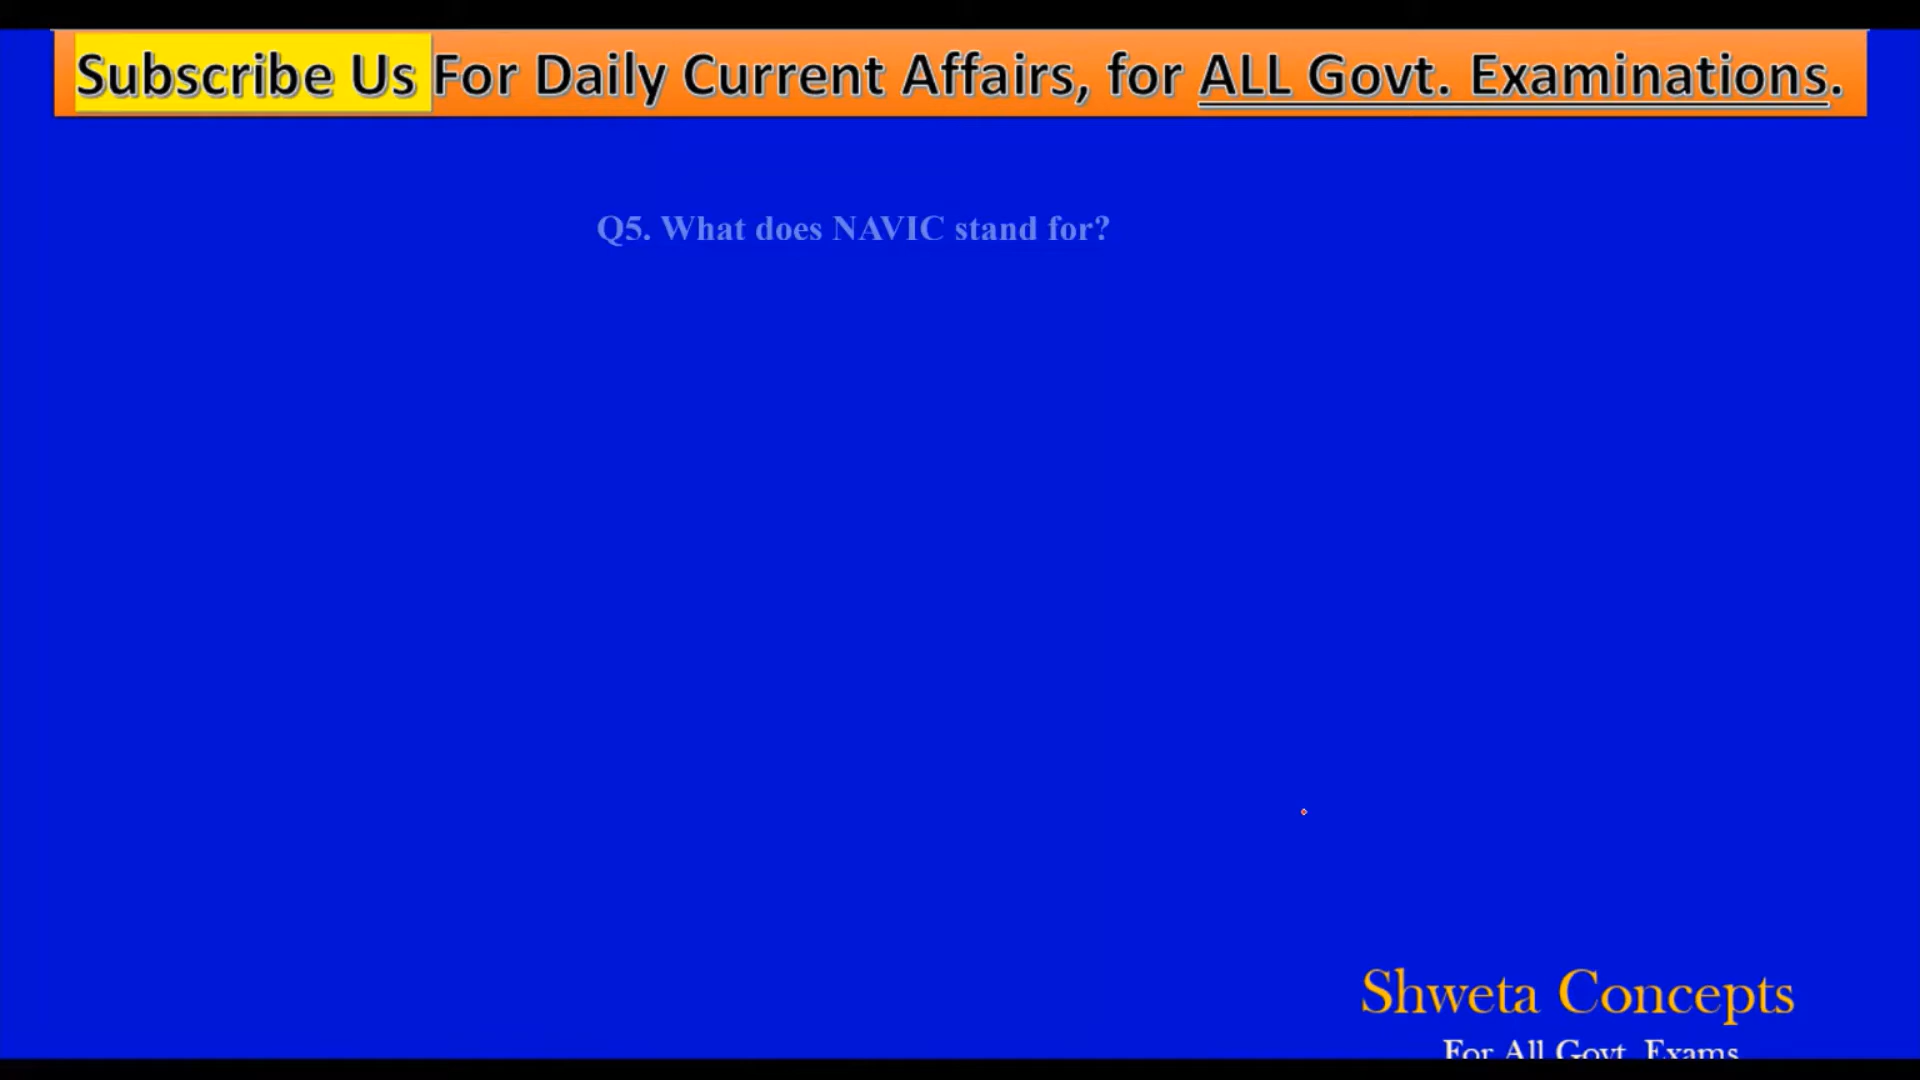 Subscribe Us For Daily Current Affairs, for ALL Govt. Examinations.
Q5. What does NAVIC stand for?
Shweta Concepts
For All Govt. Exams